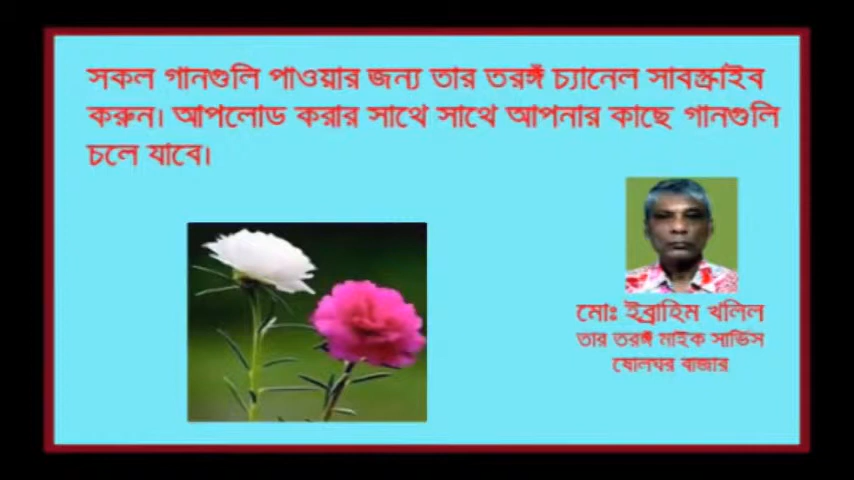 সকল গানগুলি পাওয়ার জন্য তার তরঙ্গঁ চ্যানেল সাবস্ক্রাইব
করুন। আপলোড করার সাথে সাথে আপনার কাছে গানগুলি
চলে যাবে।
মোঃ ইব্রাহিম খলিল
তার তরঙ্গঁ মাইক সার্ভিস
ষোলঘর বাজার